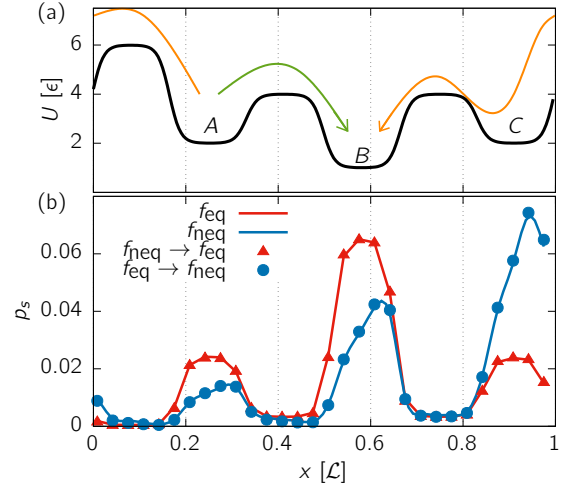 (a)
U [ϵ]
6
4
2
A
B
C
(b)
f_eq
f_neq
f_neq → f_eq
f_eq → f_neq
p_s
0.06
0.04
0.02
0
0 0.2 0.4 0.6 0.8 1
x [ℒ]